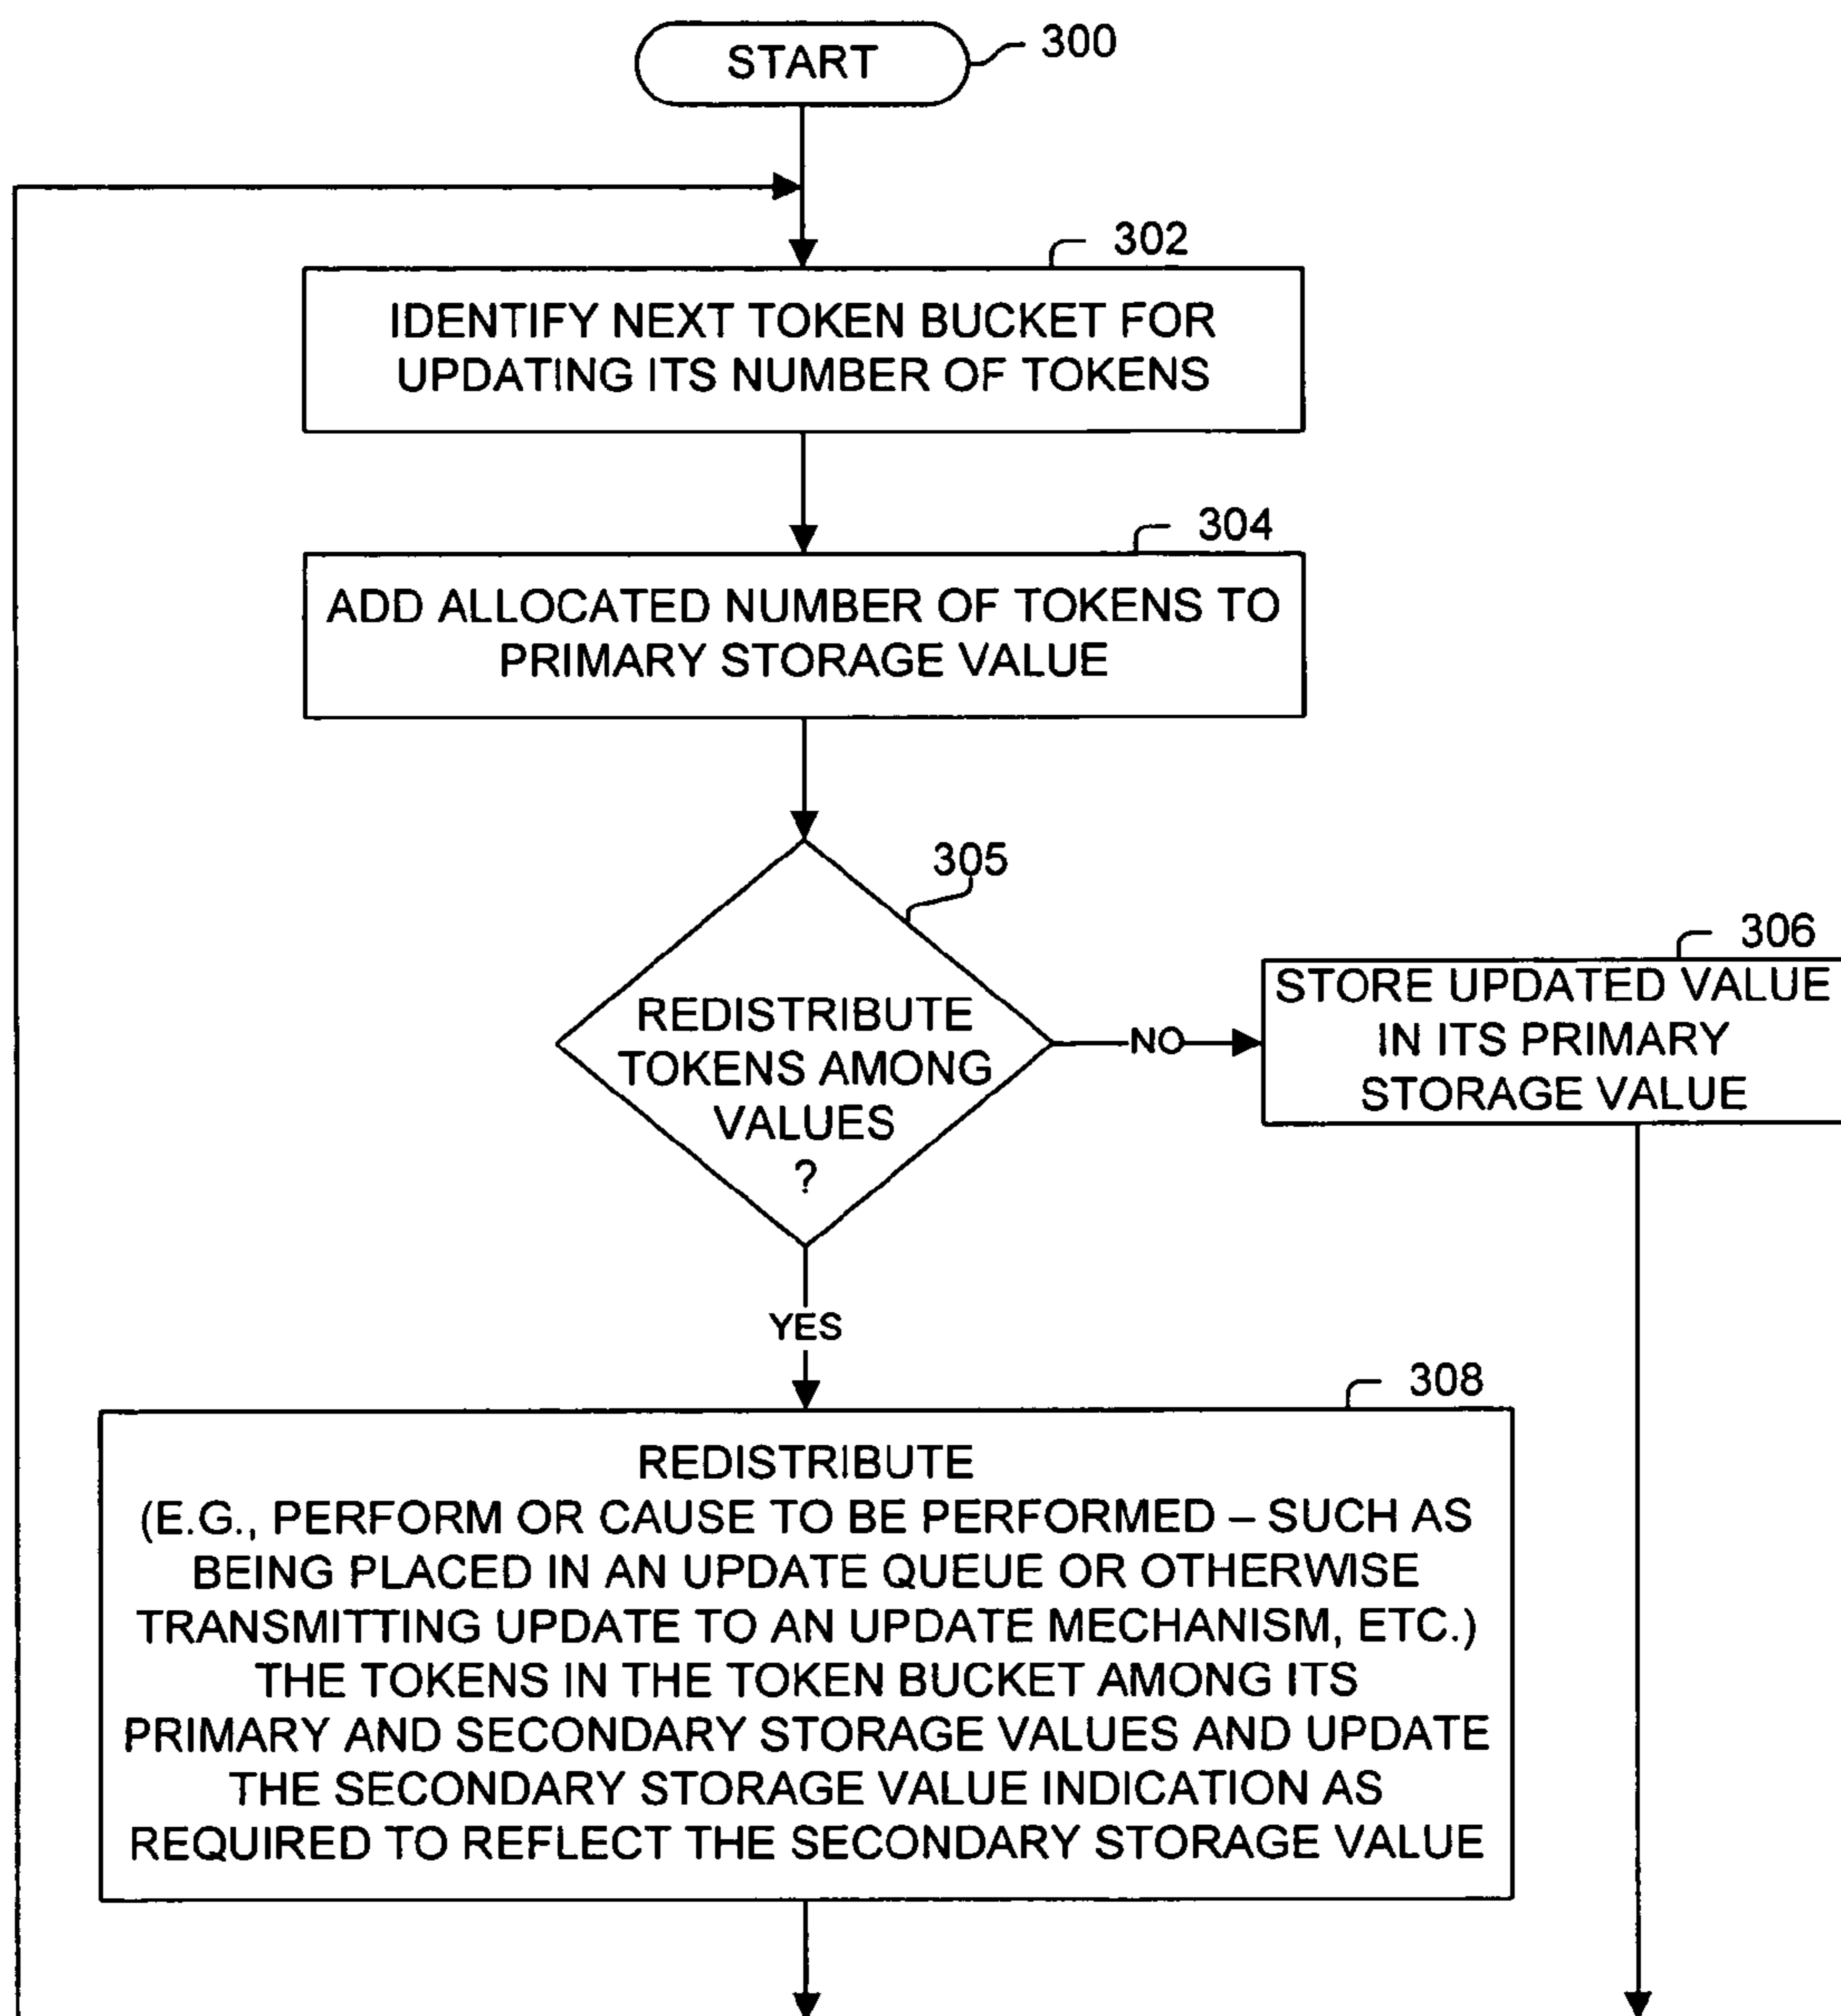 START
300
302
IDENTIFY NEXT TOKEN BUCKET FOR
UPDATING ITS NUMBER OF TOKENS
304
ADD ALLOCATED NUMBER OF TOKENS TO
PRIMARY STORAGE VALUE
305
REDISTRIBUTE
TOKENS AMONG
VALUES
?
NO
306
STORE UPDATED VALUE
IN ITS PRIMARY
STORAGE VALUE
YES
308
REDISTRIBUTE
(E.G., PERFORM OR CAUSE TO BE PERFORMED – SUCH AS
BEING PLACED IN AN UPDATE QUEUE OR OTHERWISE
TRANSMITTING UPDATE TO AN UPDATE MECHANISM, ETC.)
THE TOKENS IN THE TOKEN BUCKET AMONG ITS
PRIMARY AND SECONDARY STORAGE VALUES AND UPDATE
THE SECONDARY STORAGE VALUE INDICATION AS
REQUIRED TO REFLECT THE SECONDARY STORAGE VALUE